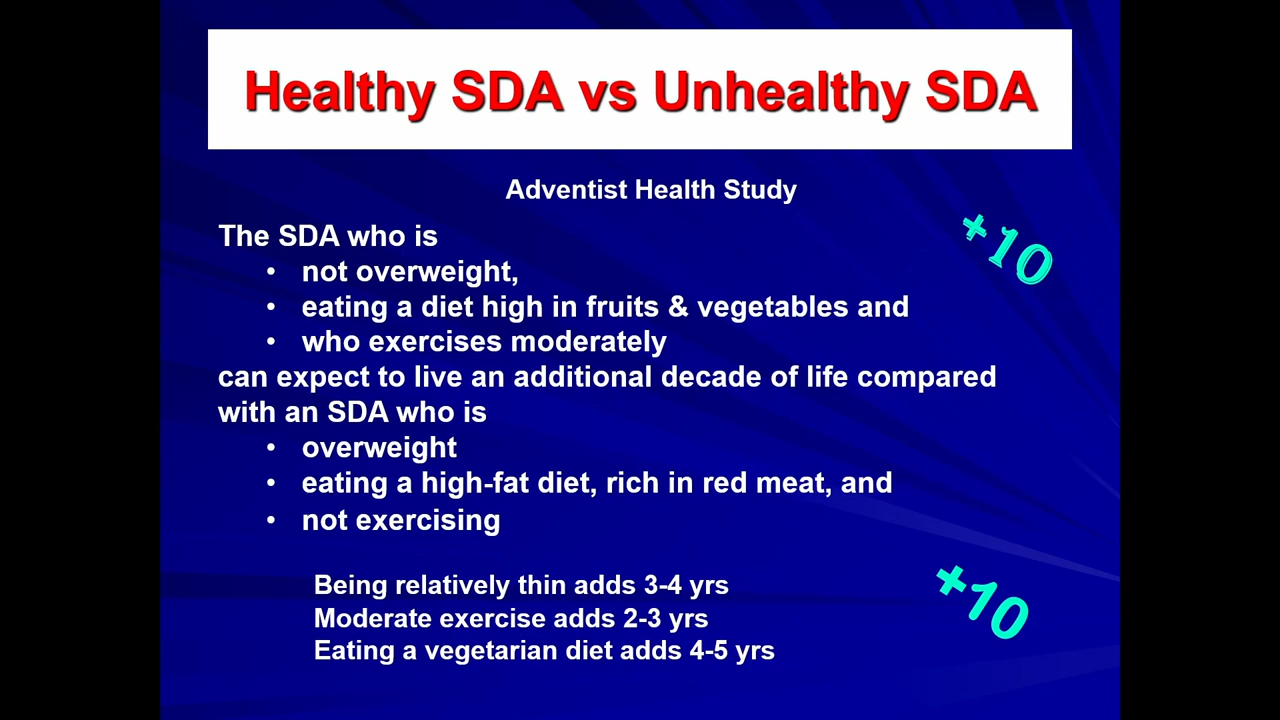 Healthy SDA vs Unhealthy SDA
Adventist Health Study
+10
The SDA who is
• not overweight,
• eating a diet high in fruits & vegetables and
• who exercises moderately
can expect to live an additional decade of life compared
with an SDA who is
• overweight
• eating a high-fat diet, rich in red meat, and
• not exercising
Being relatively thin adds 3-4 yrs
Moderate exercise adds 2-3 yrs
Eating a vegetarian diet adds 4-5 yrs
+10